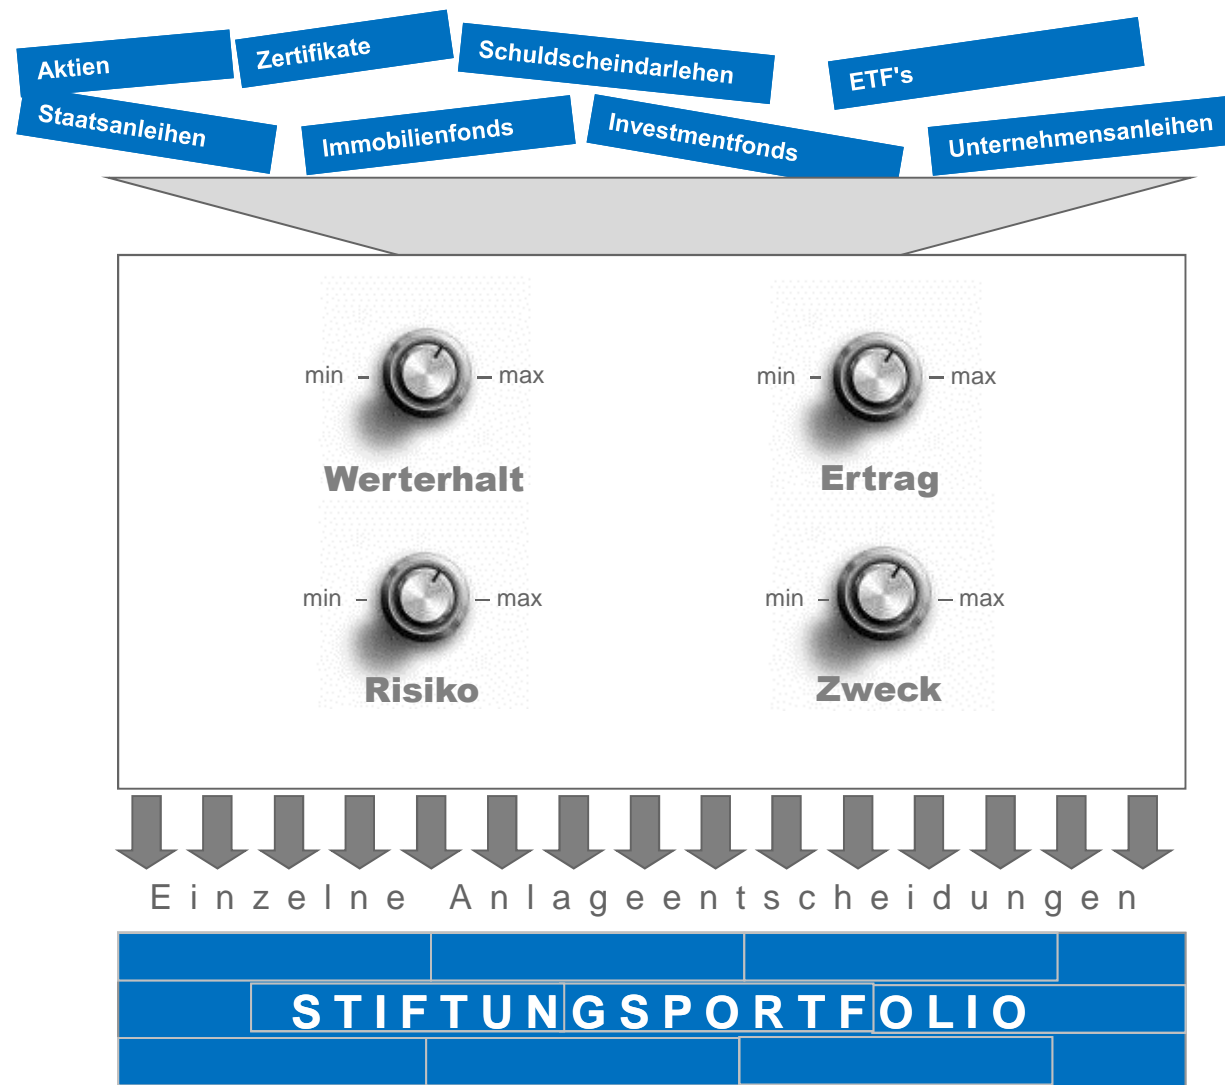 Aktien
Zertifikate
Schuldscheindarlehen
ETF's
Staatsanleihen
Immobilienfonds
Investmentfonds
Unternehmensanleihen
min – – max
min – – max
Werterhalt
Ertrag
min – – max
min – – max
Risiko
Zweck
Einzelne Anlageentscheidungen
STIFTUNGSPORTFOLIO